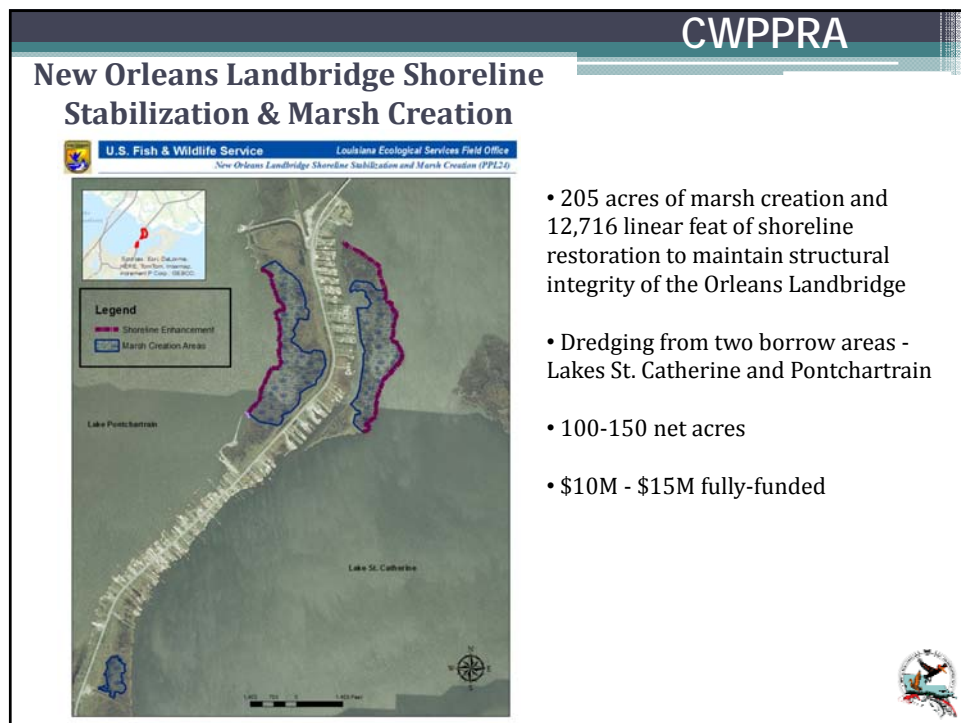 CWPPRA
New Orleans Landbridge Shoreline
Stabilization & Marsh Creation
U.S. Fish & Wildlife Service
Louisiana Ecological Services Field Office
New Orleans Landbridge Shoreline Stabilization and Marsh Creation (PPL24)
Legend
Shoreline Enhancement
Marsh Creation Areas
Lake Pontchartrain
Lake St. Catherine
• 205 acres of marsh creation and
12,716 linear feat of shoreline
restoration to maintain structural
integrity of the Orleans Landbridge
• Dredging from two borrow areas -
Lakes St. Catherine and Pontchartrain
• 100-150 net acres
• $10M - $15M fully-funded
N
W
E
S